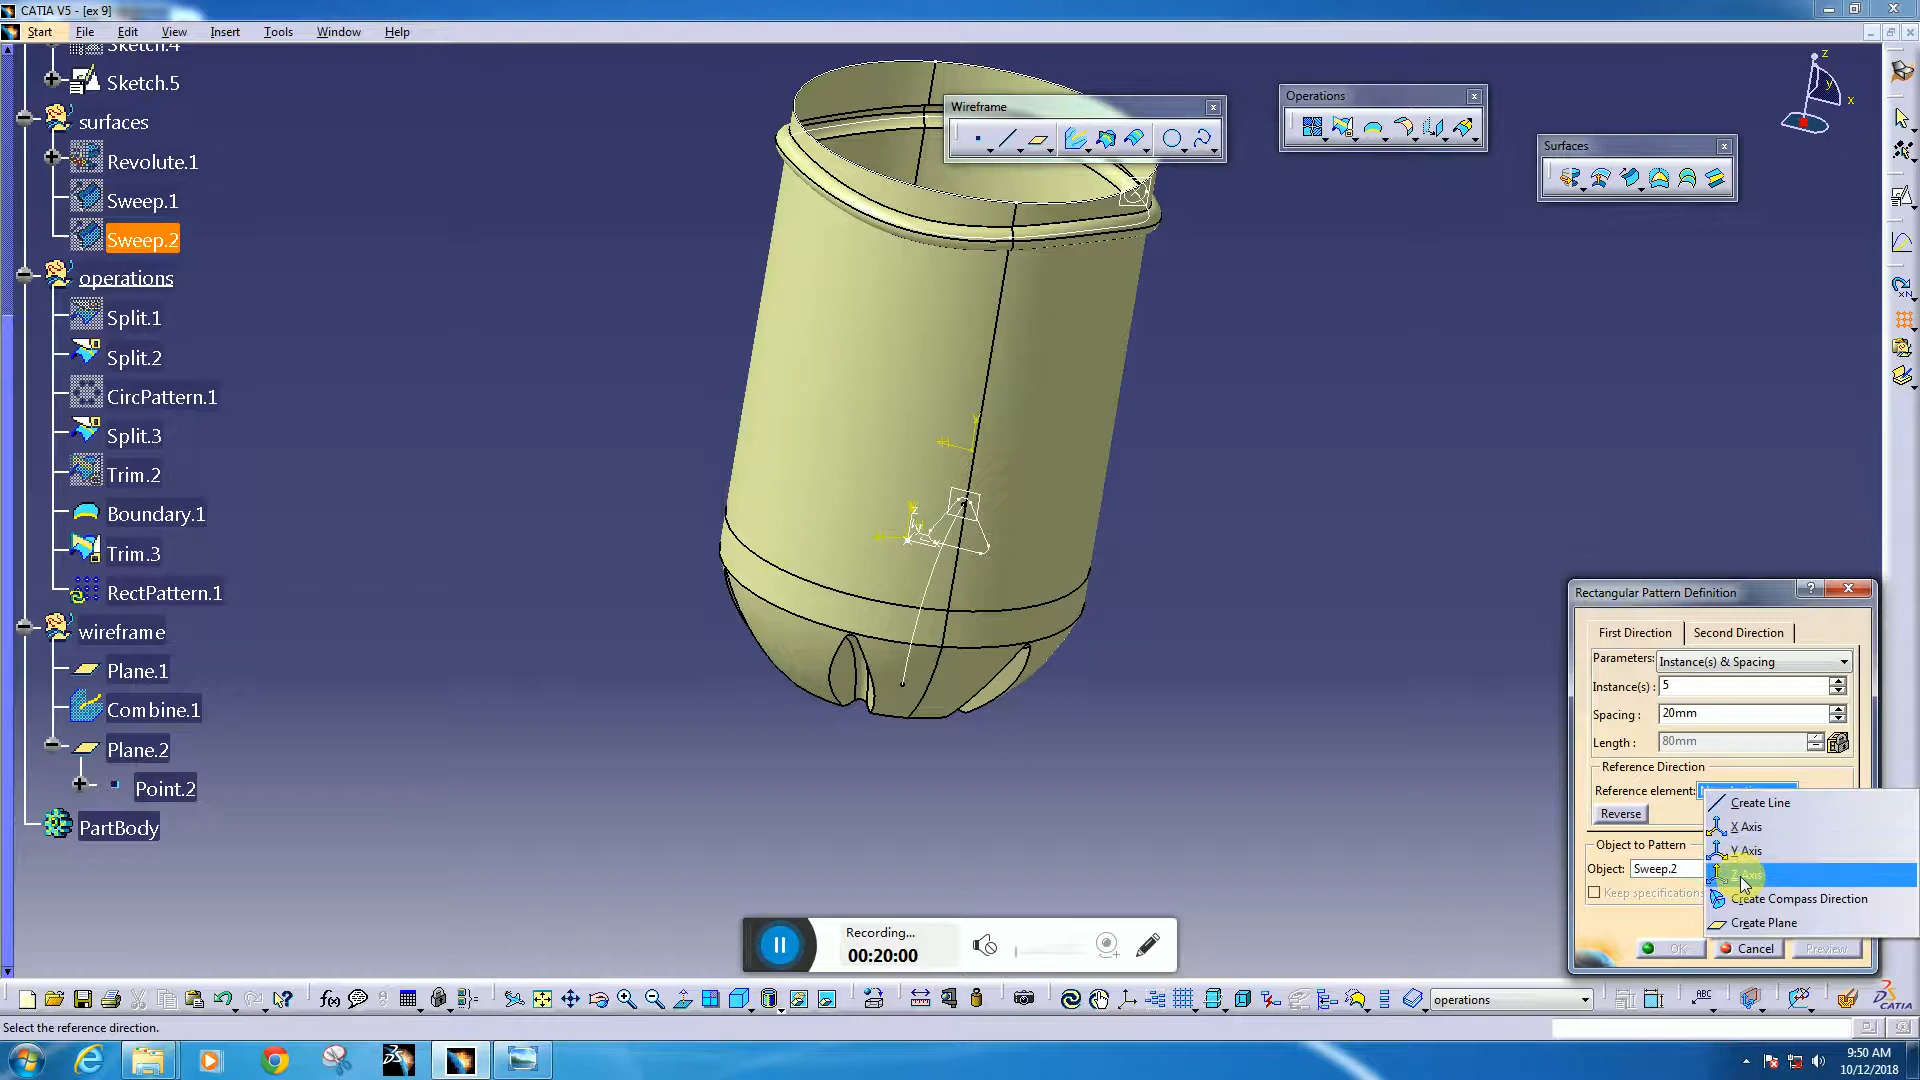 CATIA V5 - [ex 9]
Start File Edit View Insert Tools Window Help
Sketch.4
Sketch.5
surfaces
Revolute.1
Sweep.1
Sweep.2
operations
Split.1
Split.2
CircPattern.1
Split.3
Trim.2
Boundary.1
Trim.3
RectPattern.1
wireframe
Plane.1
Combine.1
Plane.2
Point.2
PartBody
Wireframe
Operations
Surfaces
z
y
x
Rectangular Pattern Definition
First Direction Second Direction
Parameters: Instance(s) & Spacing
Instance(s) : 5
Spacing : 20mm
Length : 80mm
Reference Direction
Reference element:
Reverse
Object to Pattern
Object: Sweep.2
Keep specifications
OK Cancel Preview
Create Line
X Axis
Y Axis
Z Axis
Create Compass Direction
Create Plane
Recording...
00:20:00
operations
Select the reference direction.
9:50 AM
10/12/2018